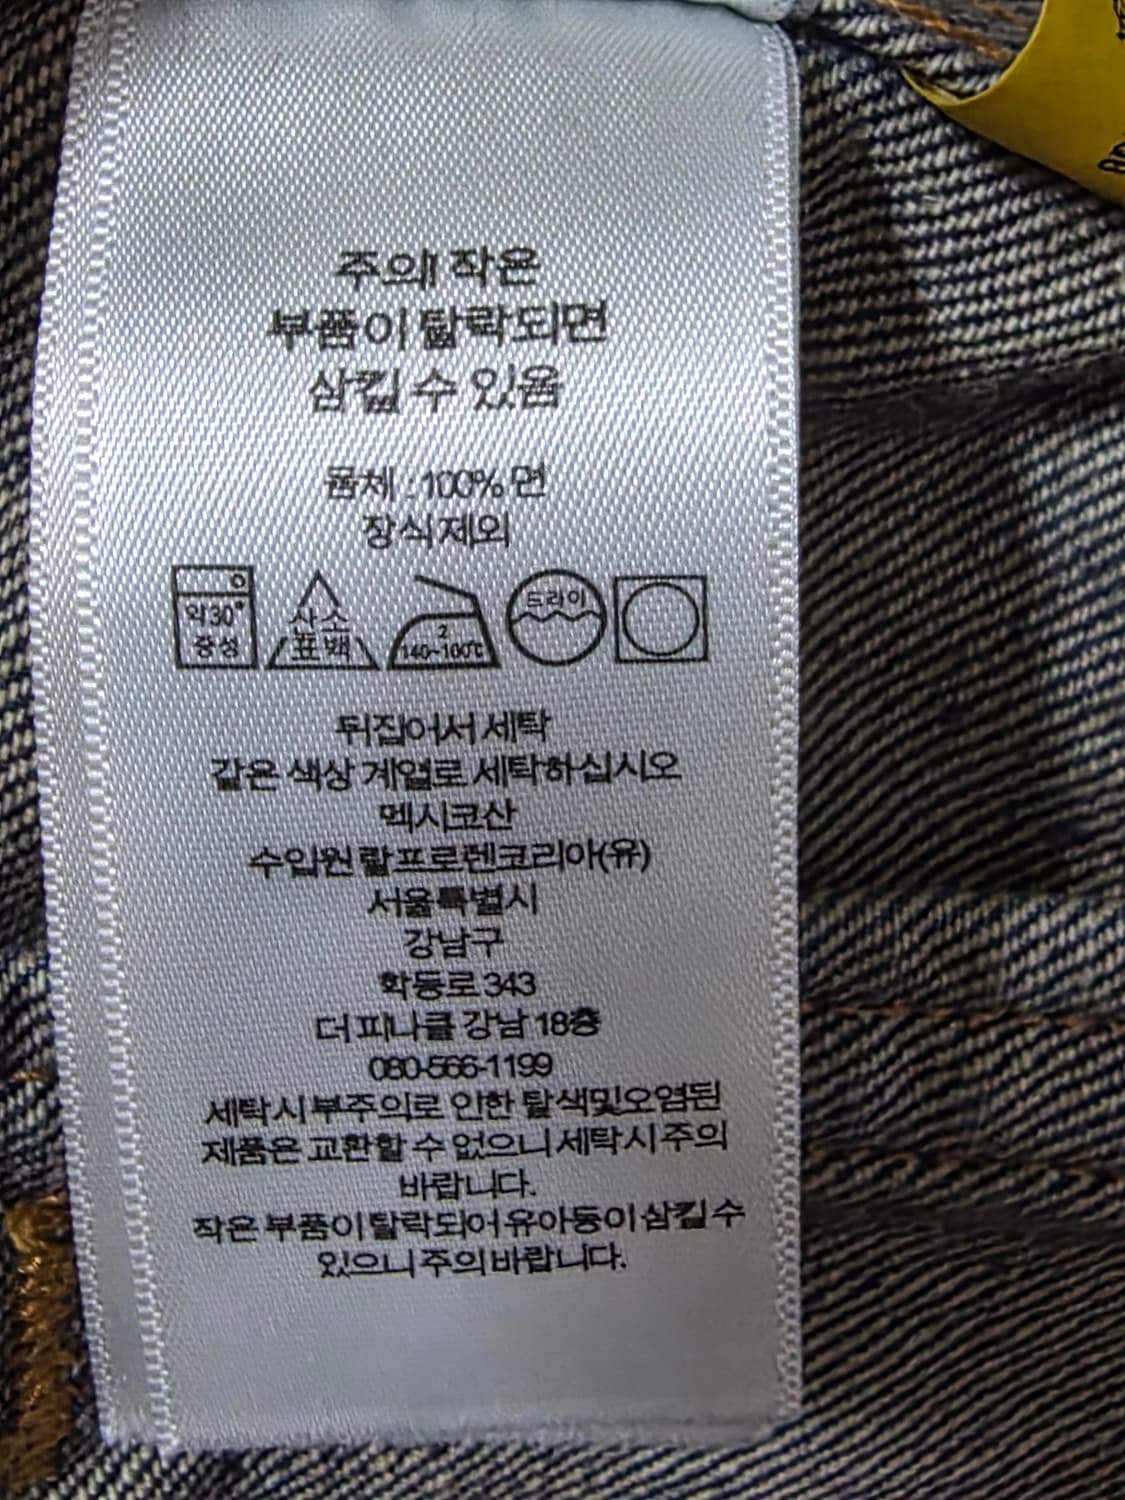 주의! 작은
부품이 탈락되면
삼킬 수 있음
몸체 : 100% 면
장식 제외
약30°
중성
산소
표백
2
140~160℃
드라이
뒤집어서 세탁
같은 색상 계열로 세탁하십시오
멕시코산
수입원 랄프로렌코리아(유)
서울특별시
강남구
학동로 343
더 피나클 강남 18층
080-566-1199
세탁시 부주의로 인한 탈색및오염된
제품은 교환할 수 없으니 세탁시 주의
바랍니다.
작은 부품이 탈락되어 유아등이 삼킬 수
있으니 주의 바랍니다.